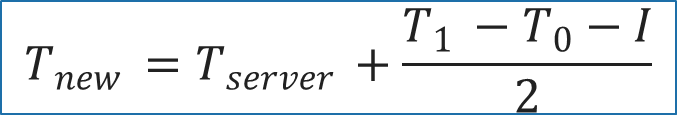 T_new = T_server + (T_1 − T_0 − I) / 2